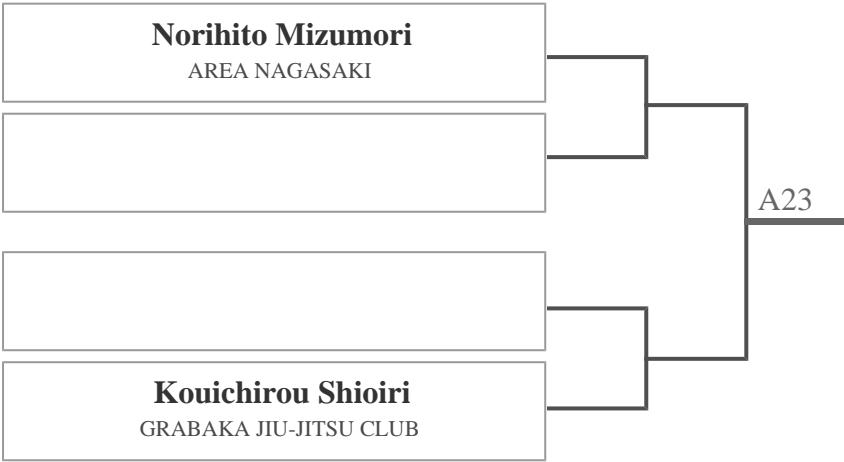 Norihito Mizumori
AREA NAGASAKI
A23
Kouichirou Shioiri
GRABAKA JIU-JITSU CLUB